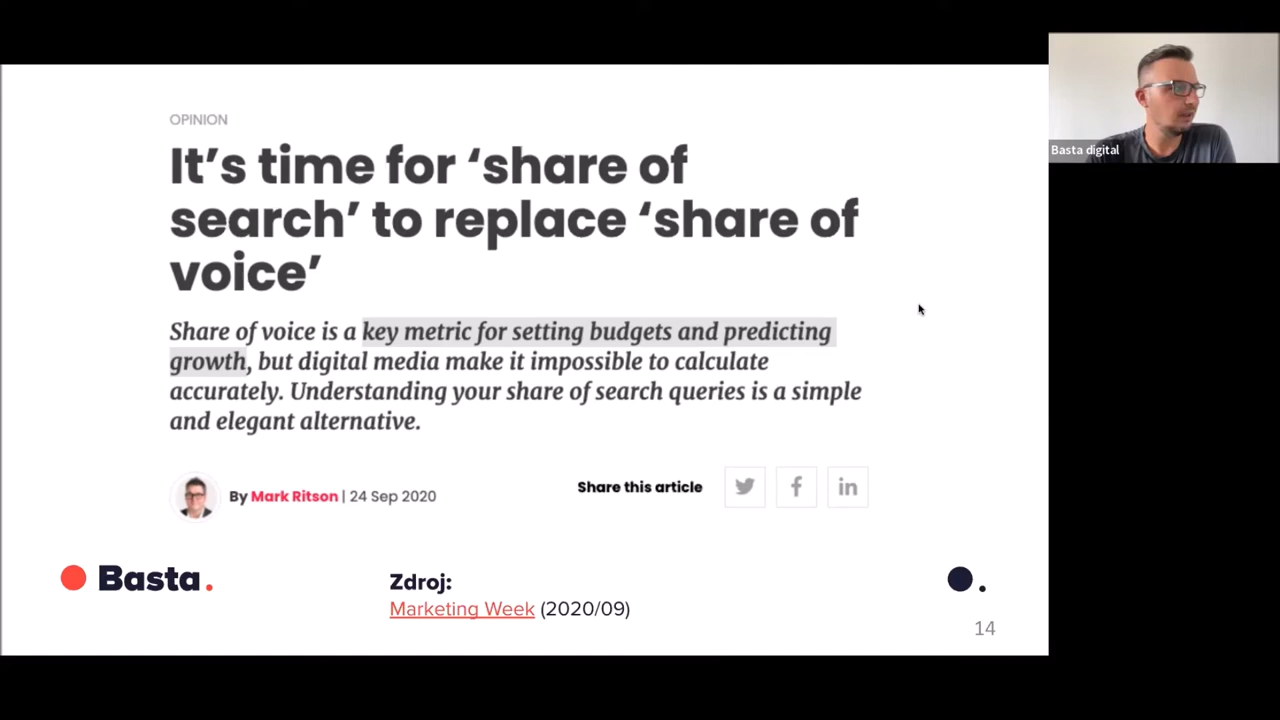 OPINION
It’s time for ‘share of
search’ to replace ‘share of
voice’
Share of voice is a key metric for setting budgets and predicting
growth, but digital media make it impossible to calculate
accurately. Understanding your share of search queries is a simple
and elegant alternative.
By Mark Ritson | 24 Sep 2020
Share this article
Basta.
Zdroj:
Marketing Week (2020/09)
14
Basta digital